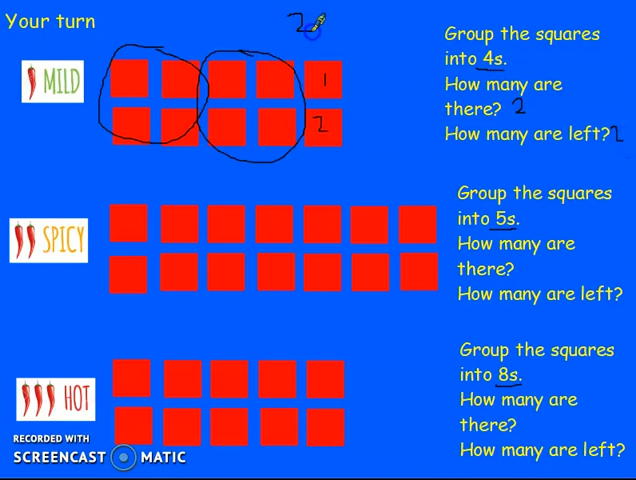 Your turn
2
MILD
1
2
Group the squares
into 4s.
How many are
there? 2
How many are left?2
SPICY
Group the squares
into 5s.
How many are
there?
How many are left?
HOT
Group the squares
into 8s.
How many are
there?
How many are left?
RECORDED WITH
SCREENCAST MATIC